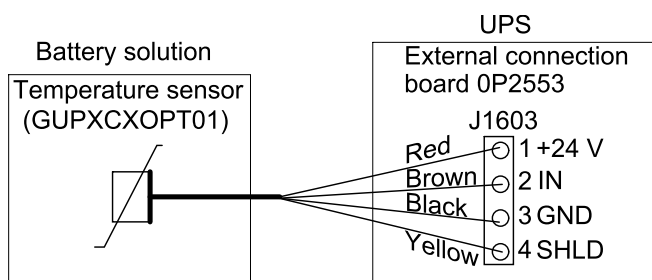 UPS
Battery solution
External connection
board 0P2553
Temperature sensor
(GUPXCXOPT01)
J1603
Red
1 +24 V
Brown
2 IN
Black
3 GND
Yellow
4 SHLD